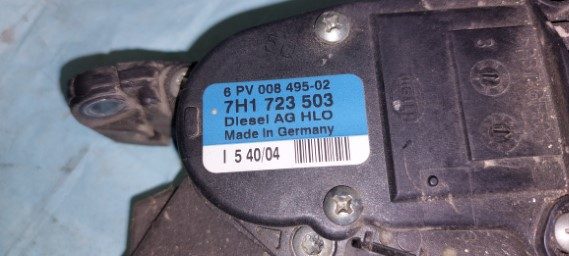 6 PV 008 495-02
7H1 723 503
Diesel AG HLO
Made in Germany
I 5 40/04